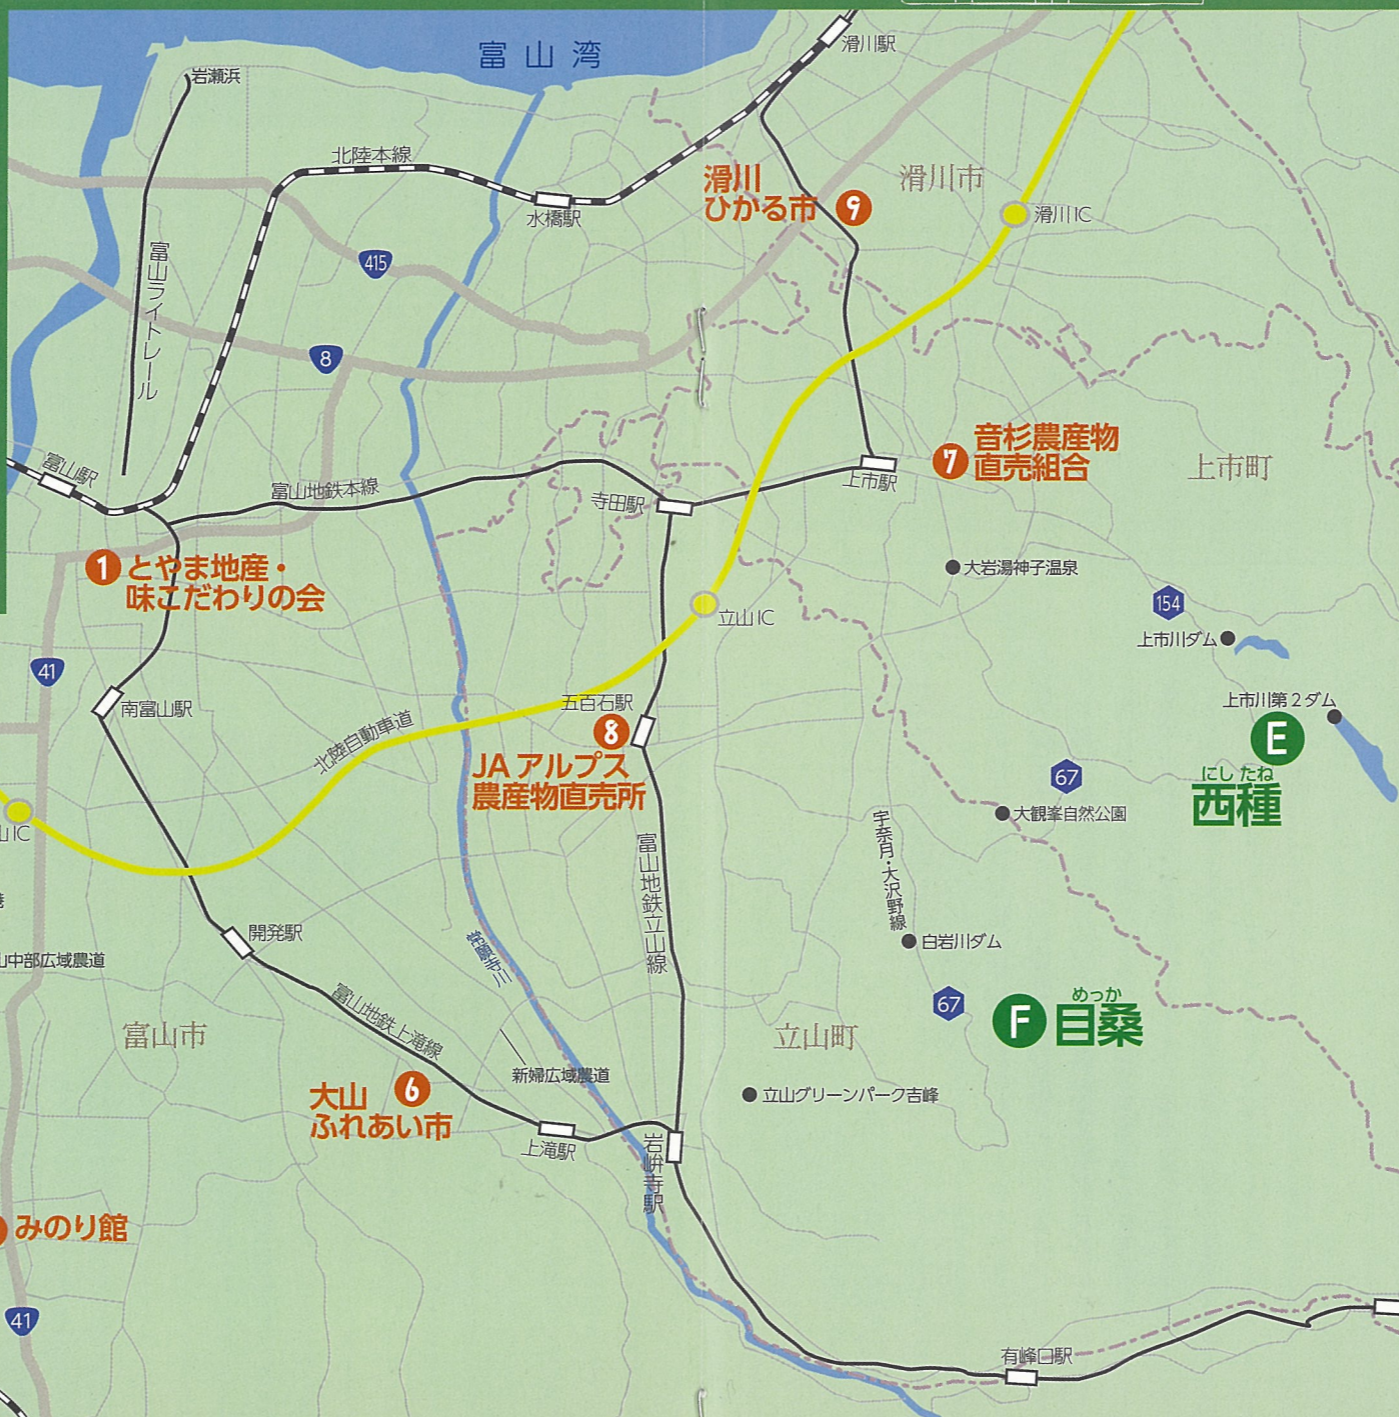 富山湾
滑川駅
岩瀬浜
北陸本線
水橋駅
滑川
ひかる市
9
滑川市
滑川IC
富山ライトレール
415
8
富山駅
富山地鉄本線
寺田駅
上市駅
7
音杉農産物
直売組合
上市町
1
とやま地産・
味こだわりの会
大岩湯神子温泉
154
立山IC
上市川ダム
41
南富山駅
五百石駅
上市川第2ダム
北陸自動車道
8
JAアルプス
農産物直売所
E
にしたね
西種
67
大観峯自然公園
山IC
宇奈月・大沢野線
富山地鉄立山線
開発駅
常願寺川
白岩川ダム
山中部広域農道
67
F
めっか
目桑
富山市
富山地鉄上滝線
立山町
新婦広域農道
大山
ふれあい市
6
立山グリーンパーク吉峰
上滝駅
岩峅寺駅
みのり館
41
有峰口駅